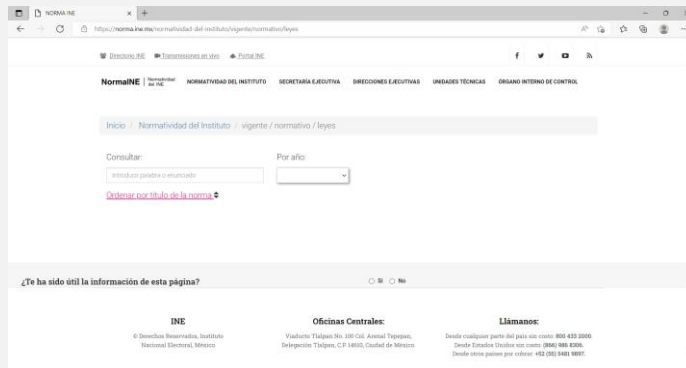 NORMA INE
https://norma.ine.mx/normatividad-del-instituto/vigente/normativo/leyes
Directorio INE Transmisiones en vivo Portal INE
NormaINE Normatividad del INE NORMATIVIDAD DEL INSTITUTO SECRETARÍA EJECUTIVA DIRECCIONES EJECUTIVAS UNIDADES TÉCNICAS ÓRGANO INTERNO DE CONTROL
Inicio / Normatividad del Instituto / vigente / normativo / leyes
Consultar: Por año:
Introduce palabra o enunciado
Ordenar por título de la norma
¿Te ha sido útil la información de esta página? Si No
INE Oficinas Centrales: Llámanos:
© Derechos Reservados, Instituto Viaducto Tlalpan No. 100 Col. Arenal Tepepan, Desde cualquier parte del país sin costo: 800 433 2000
Nacional Electoral, México Delegación Tlalpan, C.P. 14610, Ciudad de México. Desde Estados Unidos sin costo: (866) 986 8306.
Desde otros países por cobrar: +52 (55) 5481 9897.